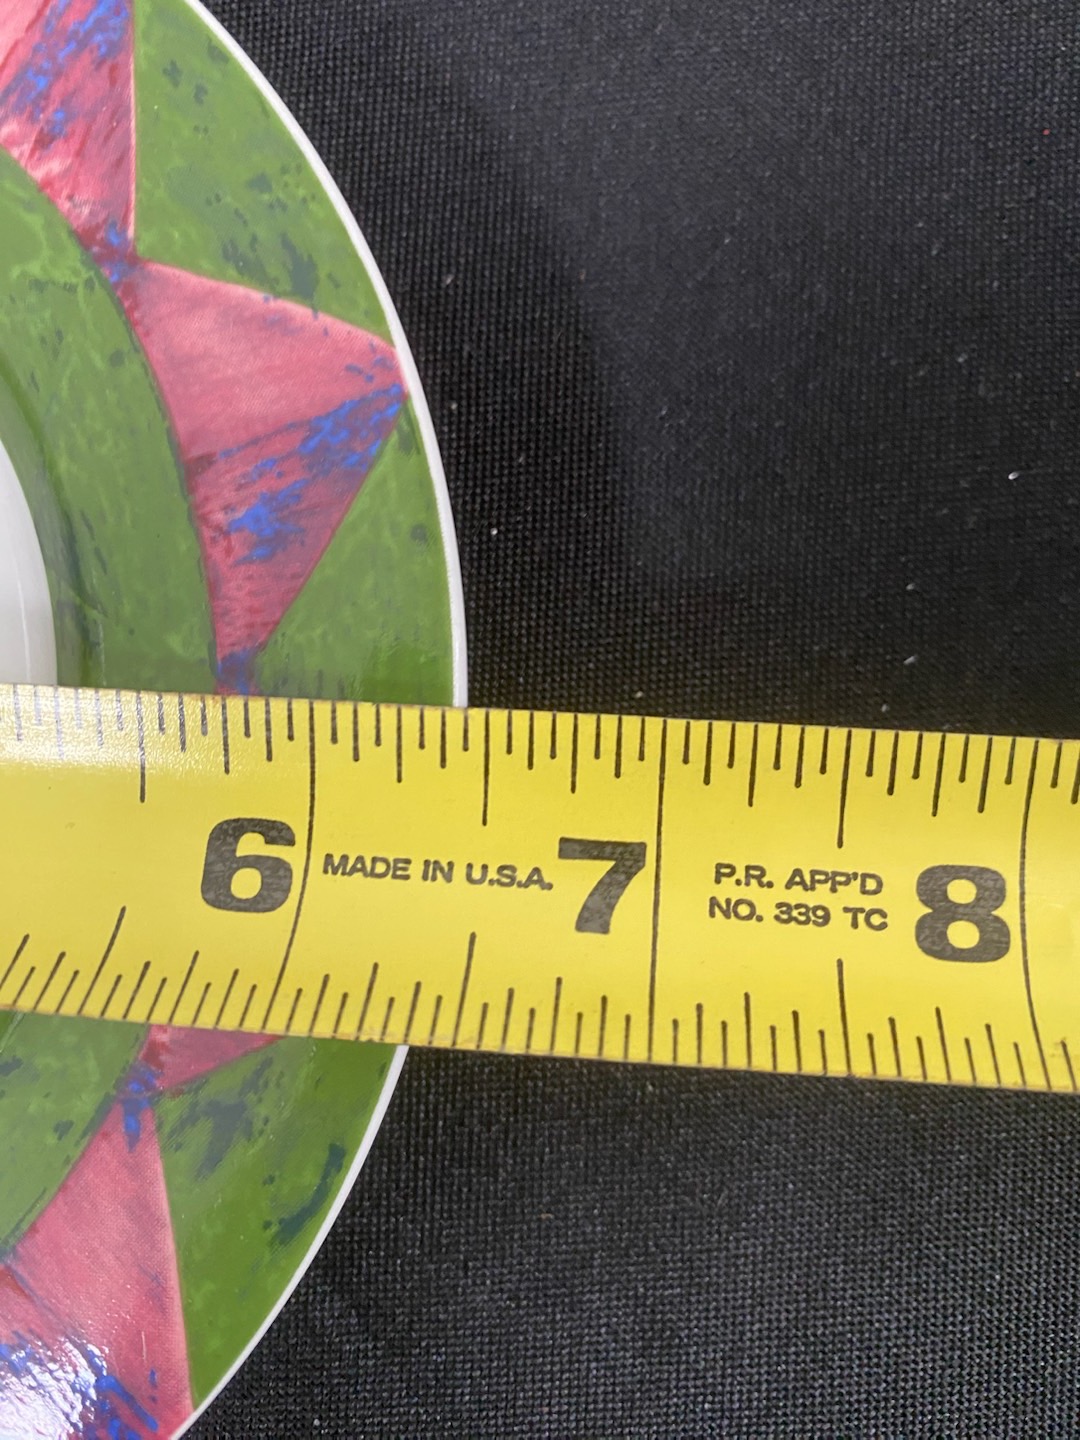 6 MADE IN U.S.A. 7 P.R. APP'D 8
NO. 339 TC